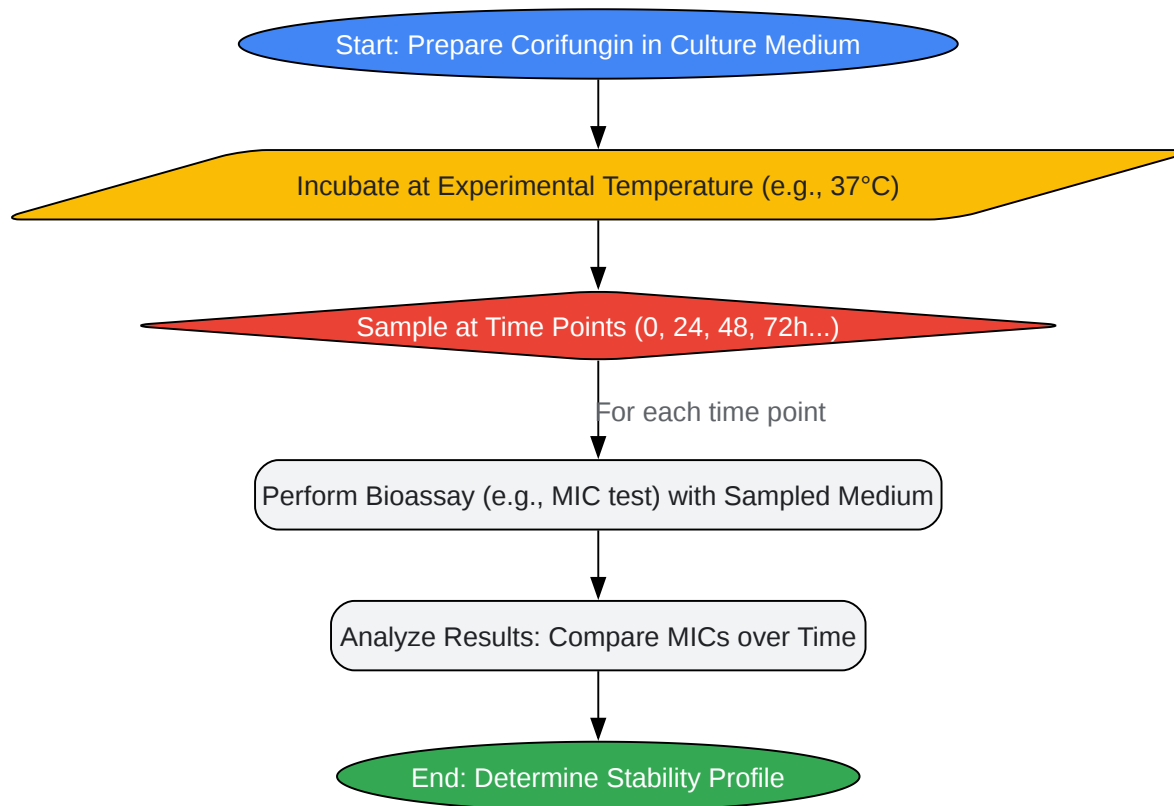 Start: Prepare Corifungin in Culture Medium
Incubate at Experimental Temperature (e.g., 37°C)
Sample at Time Points (0, 24, 48, 72h...)
For each time point
Perform Bioassay (e.g., MIC test) with Sampled Medium
Analyze Results: Compare MICs over Time
End: Determine Stability Profile